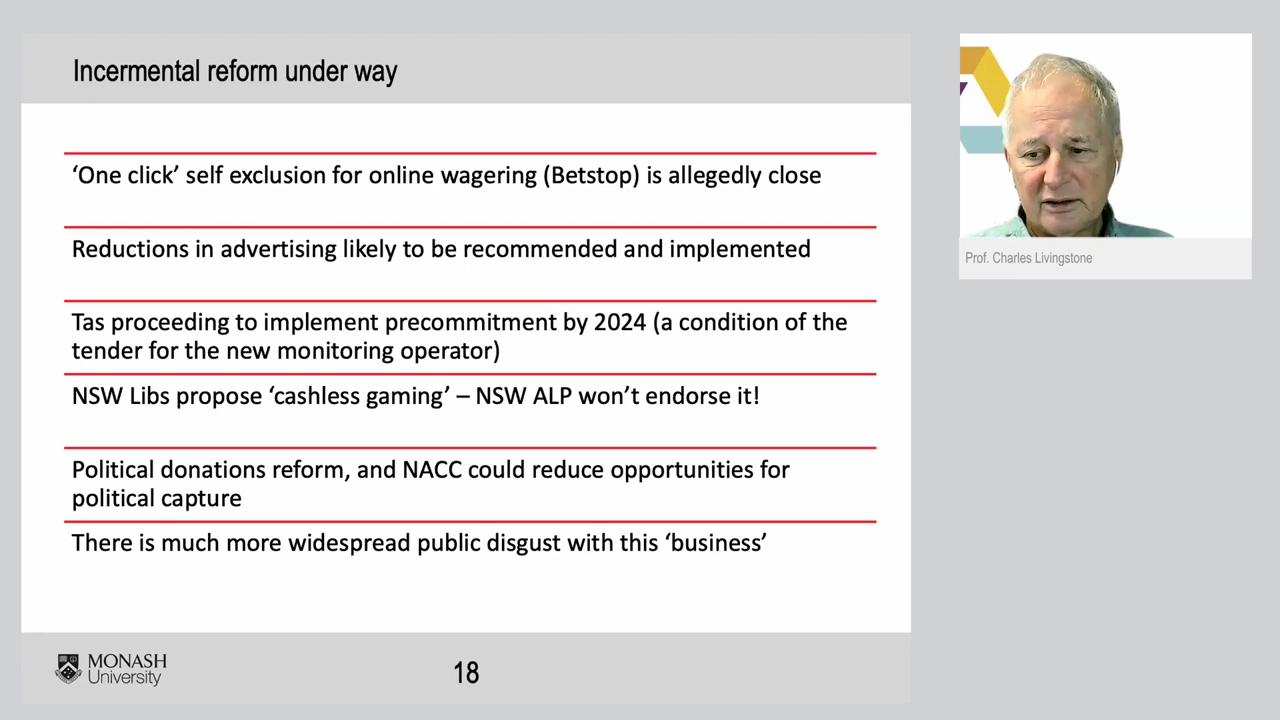 Incermental reform under way
‘One click’ self exclusion for online wagering (Betstop) is allegedly close
Reductions in advertising likely to be recommended and implemented
Tas proceeding to implement precommitment by 2024 (a condition of the
tender for the new monitoring operator)
NSW Libs propose ‘cashless gaming’ – NSW ALP won’t endorse it!
Political donations reform, and NACC could reduce opportunities for
political capture
There is much more widespread public disgust with this ‘business’
MONASH
University
18
Prof. Charles Livingstone